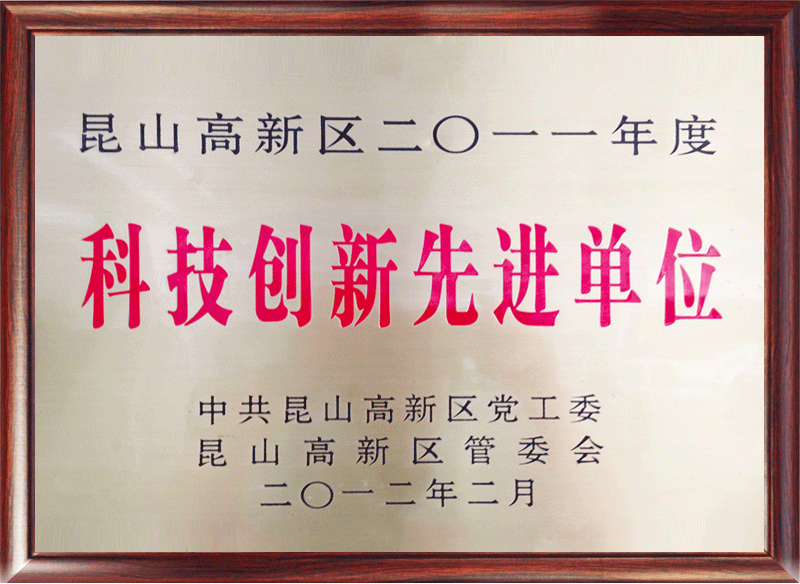 昆山高新区二〇一一年度
科技创新先进单位
中共昆山高新区党工委
昆山高新区管委会
二〇一二年二月